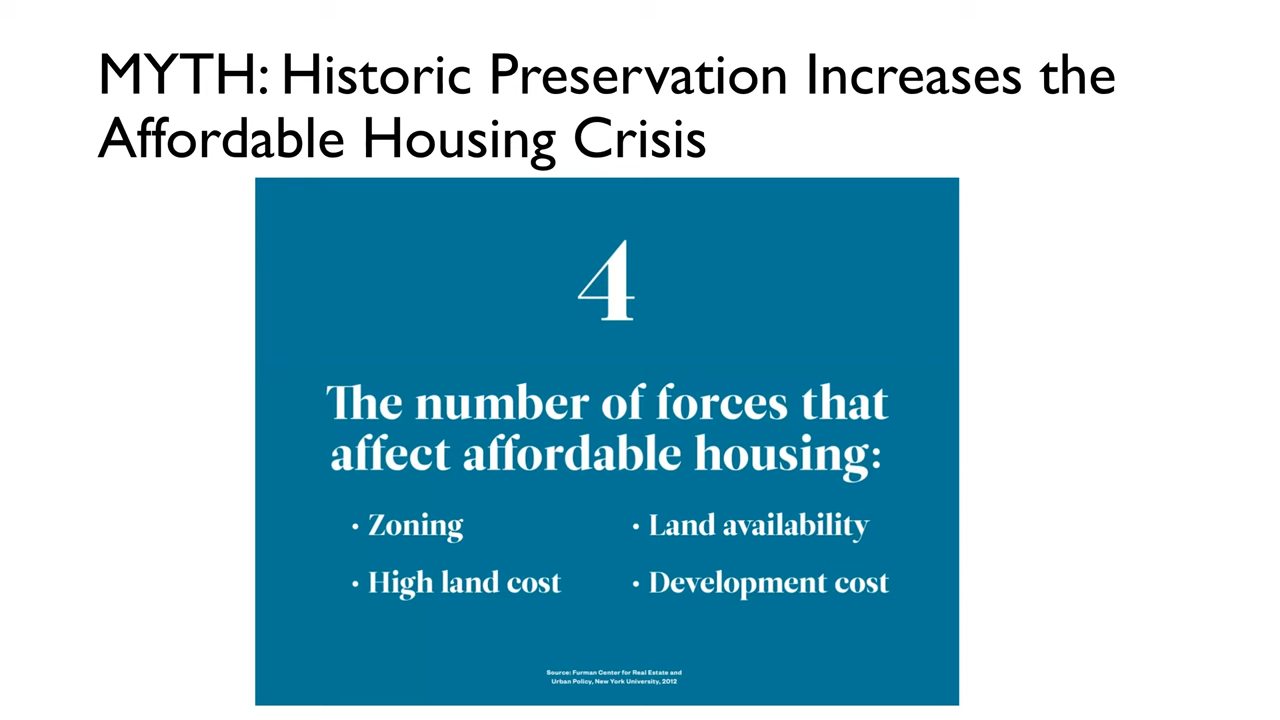 MYTH: Historic Preservation Increases the
Affordable Housing Crisis
4
The number of forces that
affect affordable housing:
• Zoning
• Land availability
• High land cost
• Development cost
Source: Furman Center for Real Estate and
Urban Policy, New York University, 2012